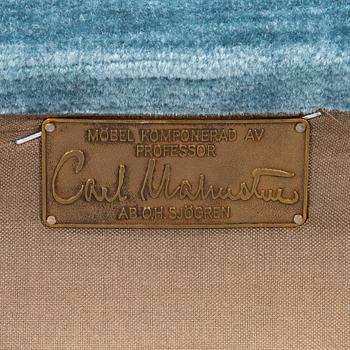 MÖBEL KOMPONERAD AV
PROFESSOR
Carl Malmsten
AB O.H. SJÖGREN